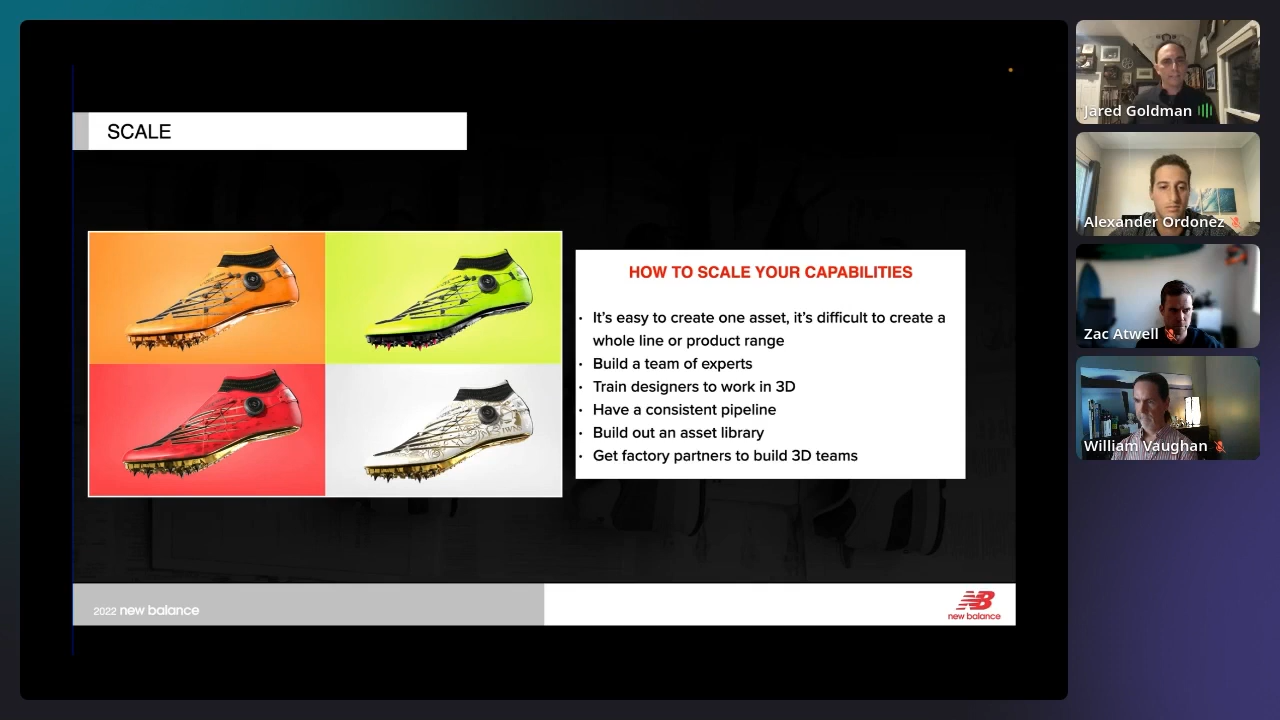 SCALE
HOW TO SCALE YOUR CAPABILITIES
• It's easy to create one asset, it's difficult to create a
whole line or product range
• Build a team of experts
• Train designers to work in 3D
• Have a consistent pipeline
• Build out an asset library
• Get factory partners to build 3D teams
2022 new balance
NB
new balance
Jared Goldman
Alexander Ordonez
Zac Atwell
William Vaughan